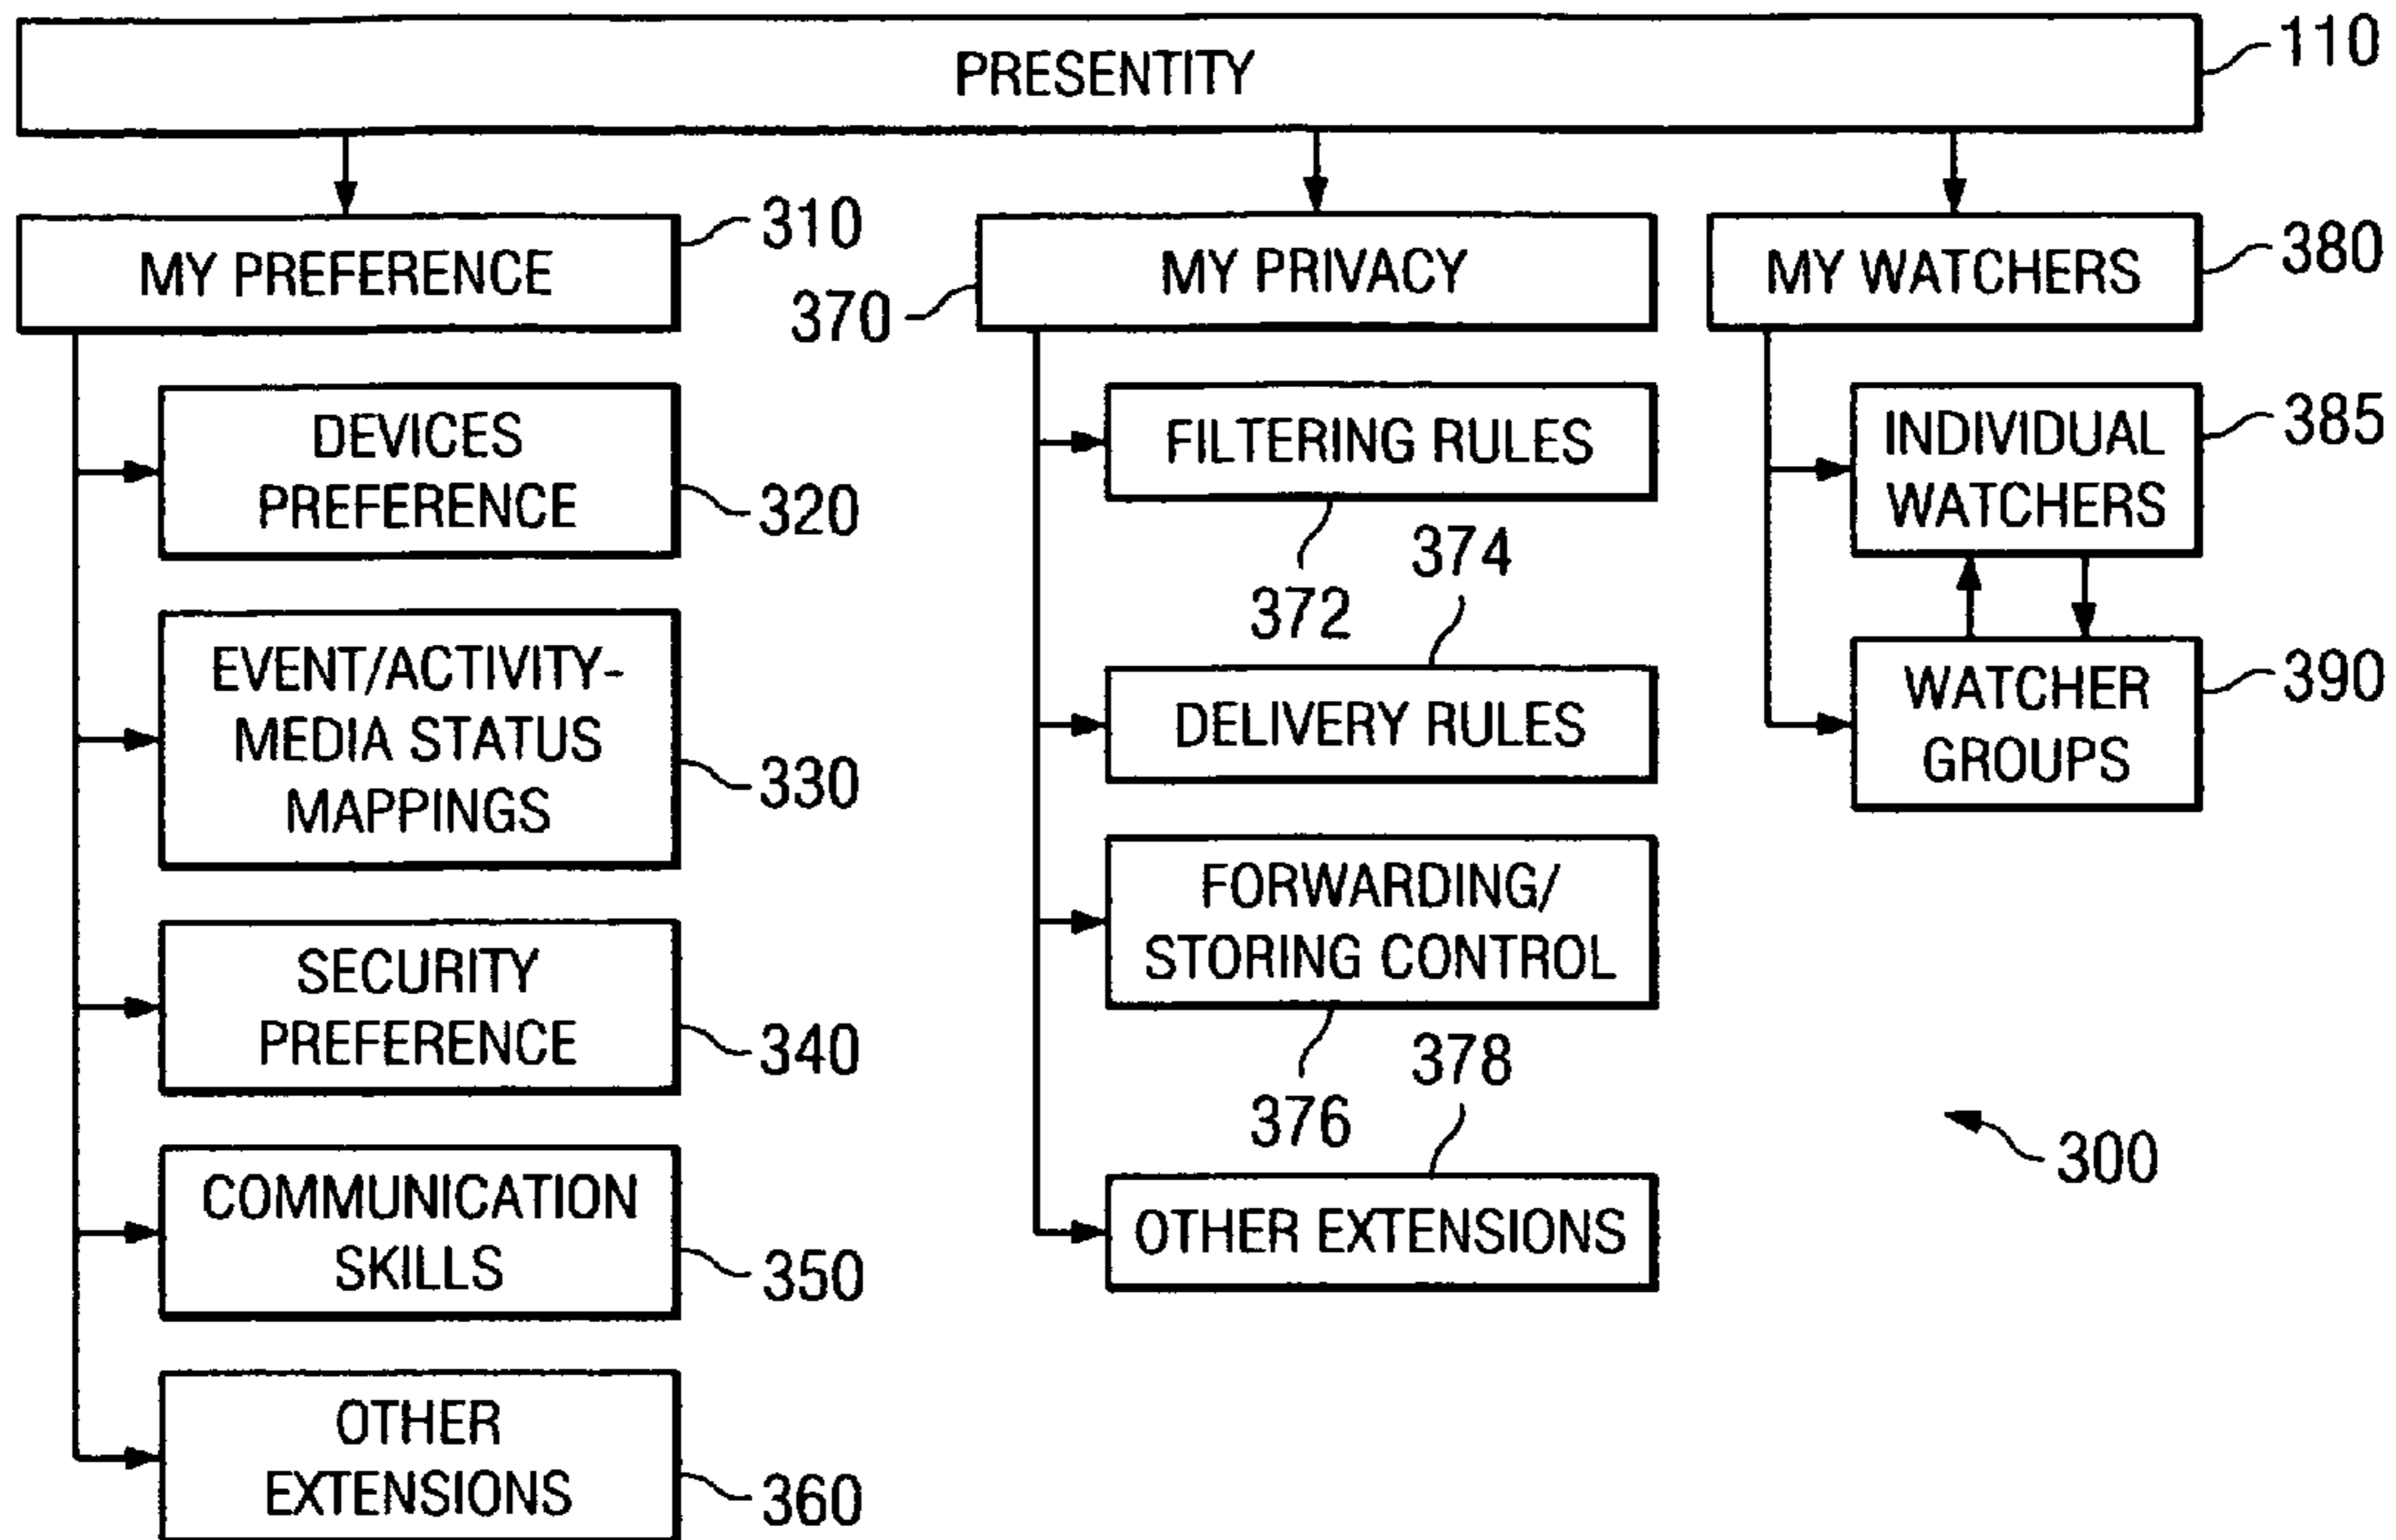 PRESENTITY
110
MY PREFERENCE
310
DEVICES
PREFERENCE
320
EVENT/ACTIVITY-
MEDIA STATUS
MAPPINGS
330
SECURITY
PREFERENCE
340
COMMUNICATION
SKILLS
350
OTHER
EXTENSIONS
360
MY PRIVACY
370
FILTERING RULES
372
374
DELIVERY RULES
FORWARDING/
STORING CONTROL
376
378
OTHER EXTENSIONS
MY WATCHERS
380
INDIVIDUAL
WATCHERS
385
WATCHER
GROUPS
390
300